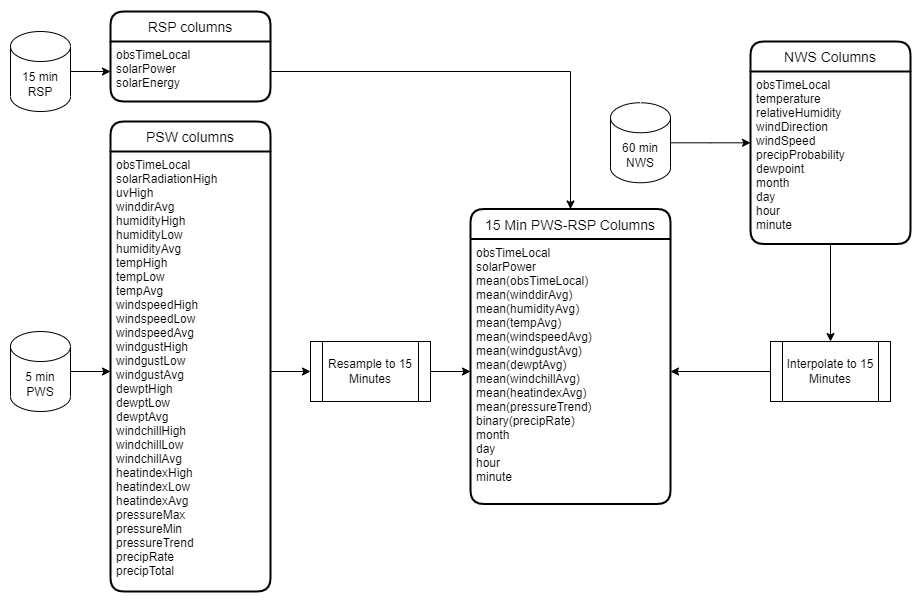 RSP columns
obsTimeLocal
solarPower
solarEnergy
15 min
RSP
PSW columns
obsTimeLocal
solarRadiationHigh
uvHigh
winddirAvg
humidityHigh
humidityLow
humidityAvg
tempHigh
tempLow
tempAvg
windspeedHigh
windspeedLow
windspeedAvg
windgustHigh
windgustLow
windgustAvg
dewptHigh
dewptLow
dewptAvg
windchillHigh
windchillLow
windchillAvg
heatindexHigh
heatindexLow
heatindexAvg
pressureMax
pressureMin
pressureTrend
precipRate
precipTotal
5 min
PWS
Resample to 15
Minutes
15 Min PWS-RSP Columns
obsTimeLocal
solarPower
mean(obsTimeLocal)
mean(winddirAvg)
mean(humidityAvg)
mean(tempAvg)
mean(windspeedAvg)
mean(windgustAvg)
mean(dewptAvg)
mean(windchillAvg)
mean(heatindexAvg)
mean(pressureTrend)
binary(precipRate)
month
day
hour
minute
60 min
NWS
NWS Columns
obsTimeLocal
temperature
relativeHumidity
windDirection
windSpeed
precipProbability
dewpoint
month
day
hour
minute
Interpolate to 15
Minutes